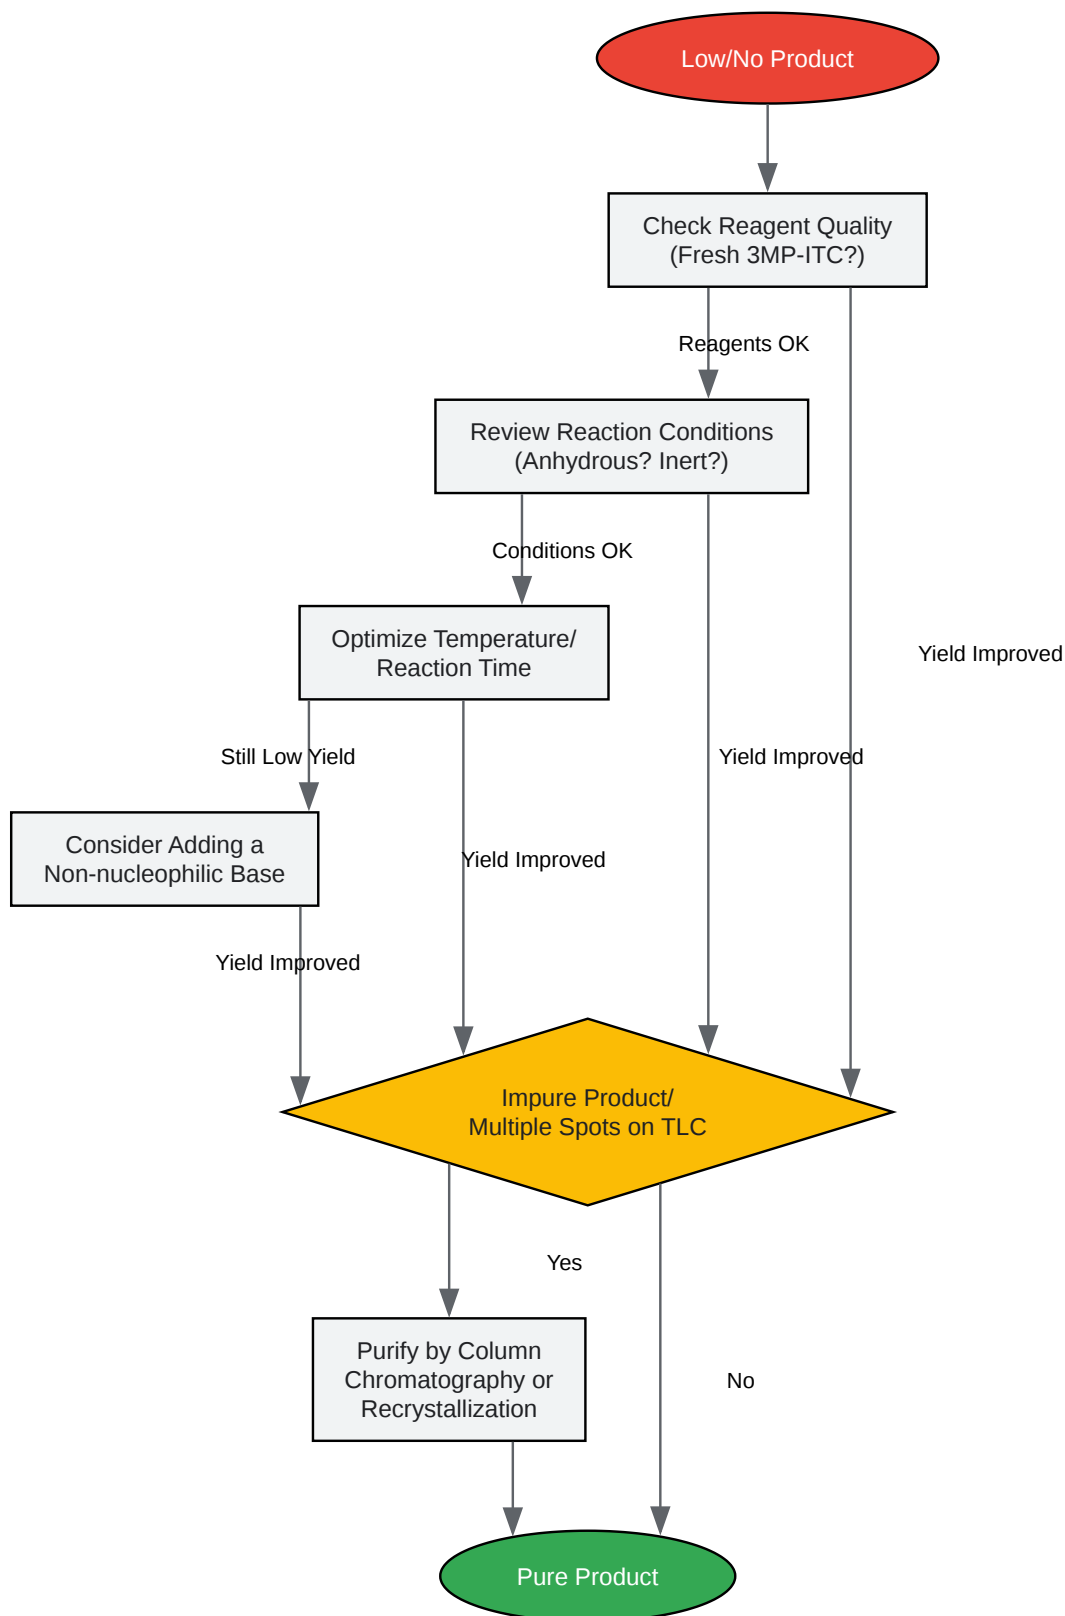 Low/No Product
Check Reagent Quality
(Fresh 3MP-ITC?)
Reagents OK
Review Reaction Conditions
(Anhydrous? Inert?)
Conditions OK
Optimize Temperature/
Reaction Time
Yield Improved
Still Low Yield
Yield Improved
Consider Adding a
Non-nucleophilic Base
Yield Improved
Yield Improved
Impure Product/
Multiple Spots on TLC
Yes
Purify by Column
Chromatography or
Recrystallization
No
Pure Product